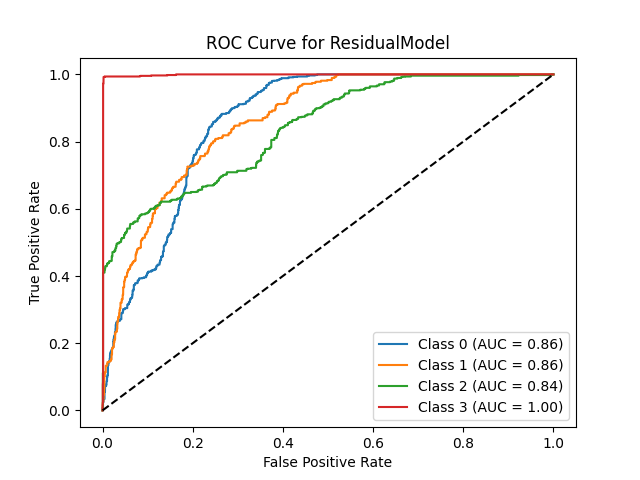 ROC Curve for ResidualModel
True Positive Rate
1.0
0.8
0.6
0.4
0.2
0.0
Class 0 (AUC = 0.86)
Class 1 (AUC = 0.86)
Class 2 (AUC = 0.84)
Class 3 (AUC = 1.00)
0.0 0.2 0.4 0.6 0.8 1.0
False Positive Rate